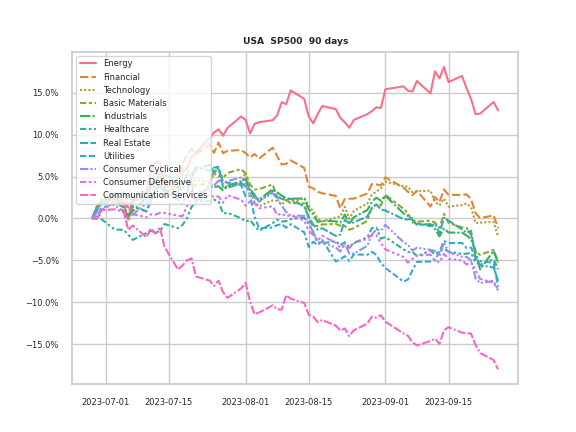 USA SP500 90 days
Energy
Financial
Technology
Basic Materials
Industrials
Healthcare
Real Estate
Utilities
Consumer Cyclical
Consumer Defensive
Communication Services
15.0%
10.0%
5.0%
0.0%
−5.0%
−10.0%
−15.0%
2023-07-01 2023-07-15 2023-08-01 2023-08-15 2023-09-01 2023-09-15